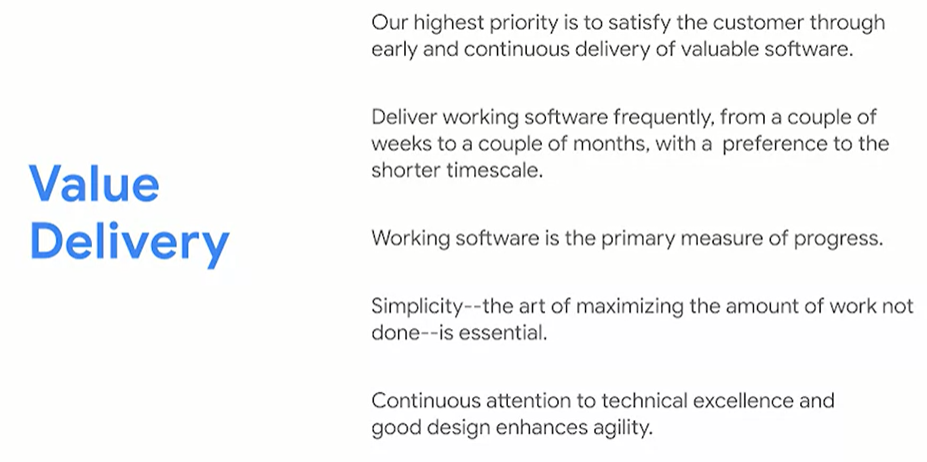 Value
Delivery
Our highest priority is to satisfy the customer through
early and continuous delivery of valuable software.
Deliver working software frequently, from a couple of
weeks to a couple of months, with a preference to the
shorter timescale.
Working software is the primary measure of progress.
Simplicity--the art of maximizing the amount of work not
done--is essential.
Continuous attention to technical excellence and
good design enhances agility.